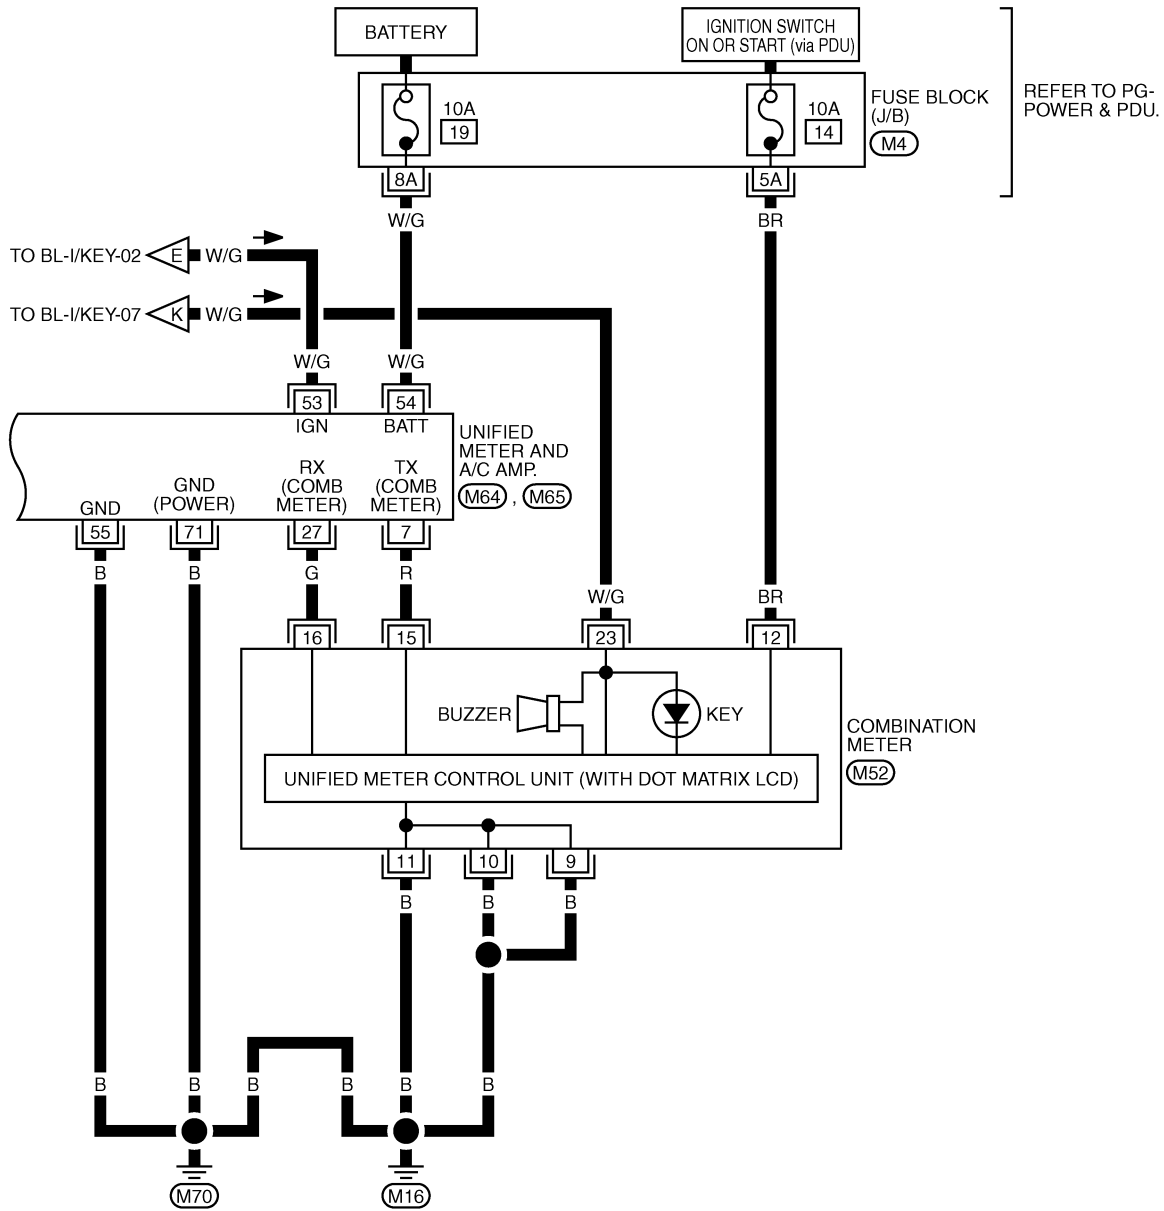 BATTERY
IGNITION SWITCH
ON OR START (via PDU)
10A
19
10A
14
FUSE BLOCK
(J/B)
M4
REFER TO PG-
POWER & PDU.
8A
5A
W/G
BR
TO BL-I/KEY-02
E
W/G
TO BL-I/KEY-07
K
W/G
W/G
W/G
53
54
IGN
BATT
UNIFIED
METER AND
A/C AMP.
M64 , M65
RX
(COMB
METER)
TX
(COMB
METER)
GND
(POWER)
GND
55
71
27
7
B
B
G
R
W/G
BR
16
15
23
12
BUZZER
KEY
COMBINATION
METER
M52
UNIFIED METER CONTROL UNIT (WITH DOT MATRIX LCD)
11
10
9
B
B
B
B
B
B
B
B
B
M70
M16